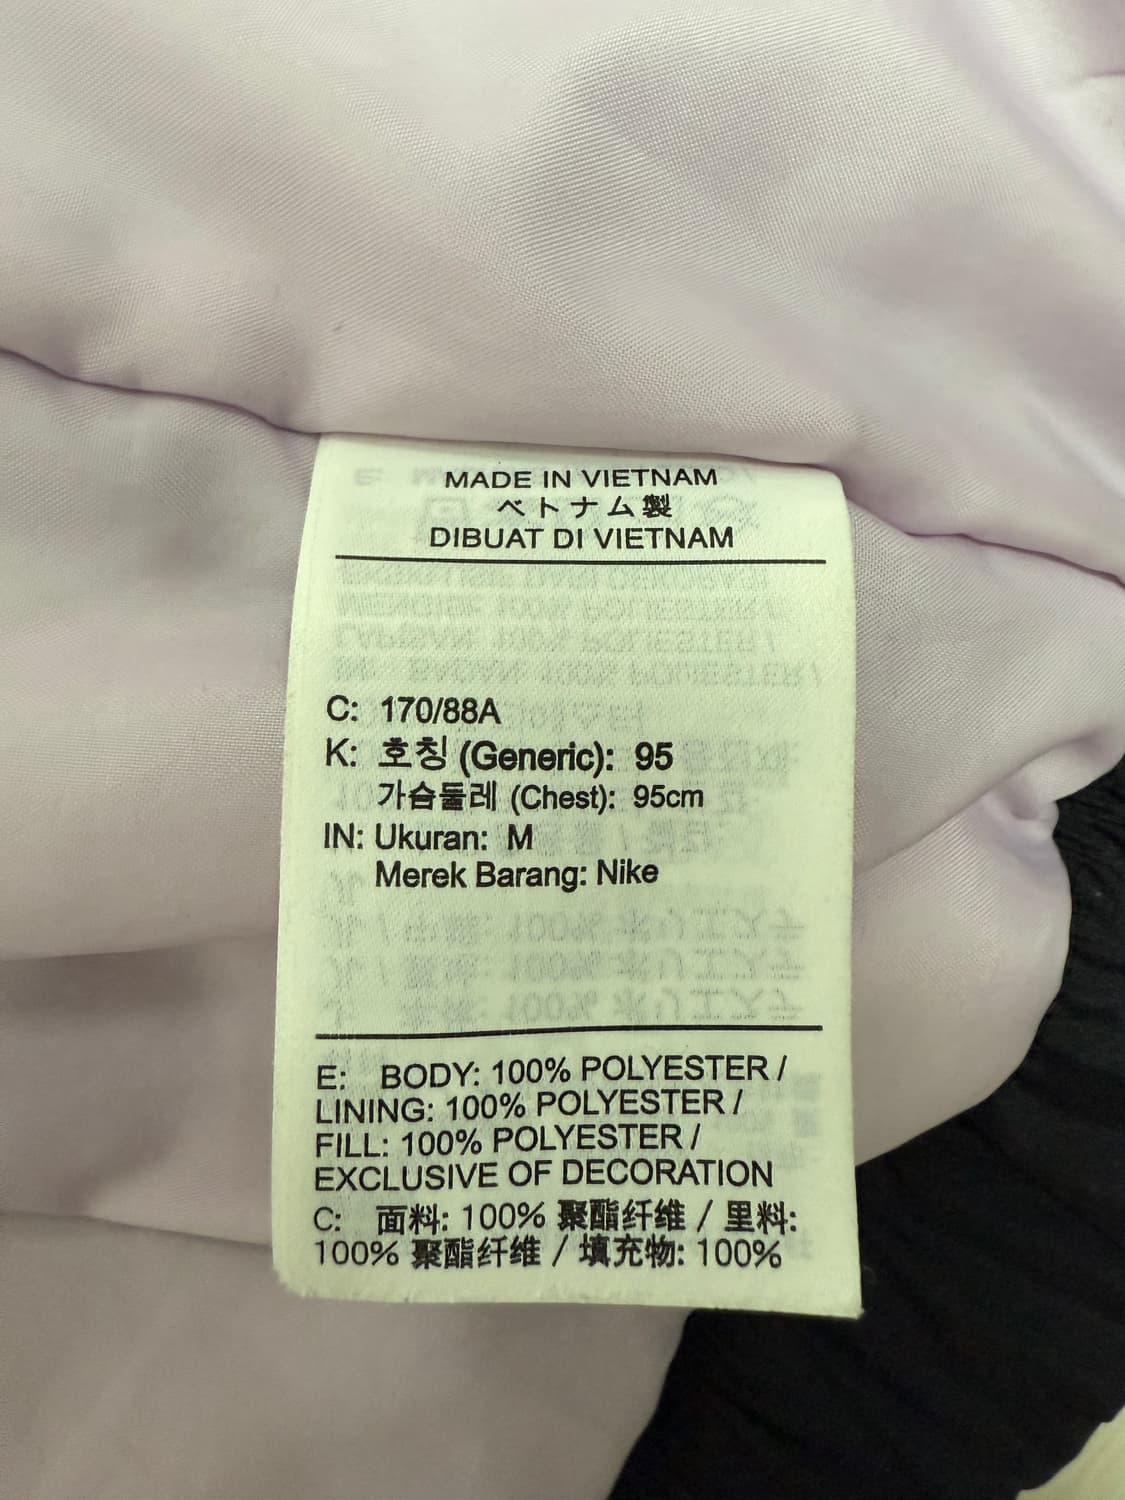 MADE IN VIETNAM
ベトナム製
DIBUAT DI VIETNAM
C: 170/88A
K: 호칭 (Generic): 95
가슴둘레 (Chest): 95cm
IN: Ukuran: M
Merek Barang: Nike
E: BODY: 100% POLYESTER /
LINING: 100% POLYESTER /
FILL: 100% POLYESTER /
EXCLUSIVE OF DECORATION
C: 面料: 100% 聚酯纤维 / 里料:
100% 聚酯纤维 / 填充物: 100%